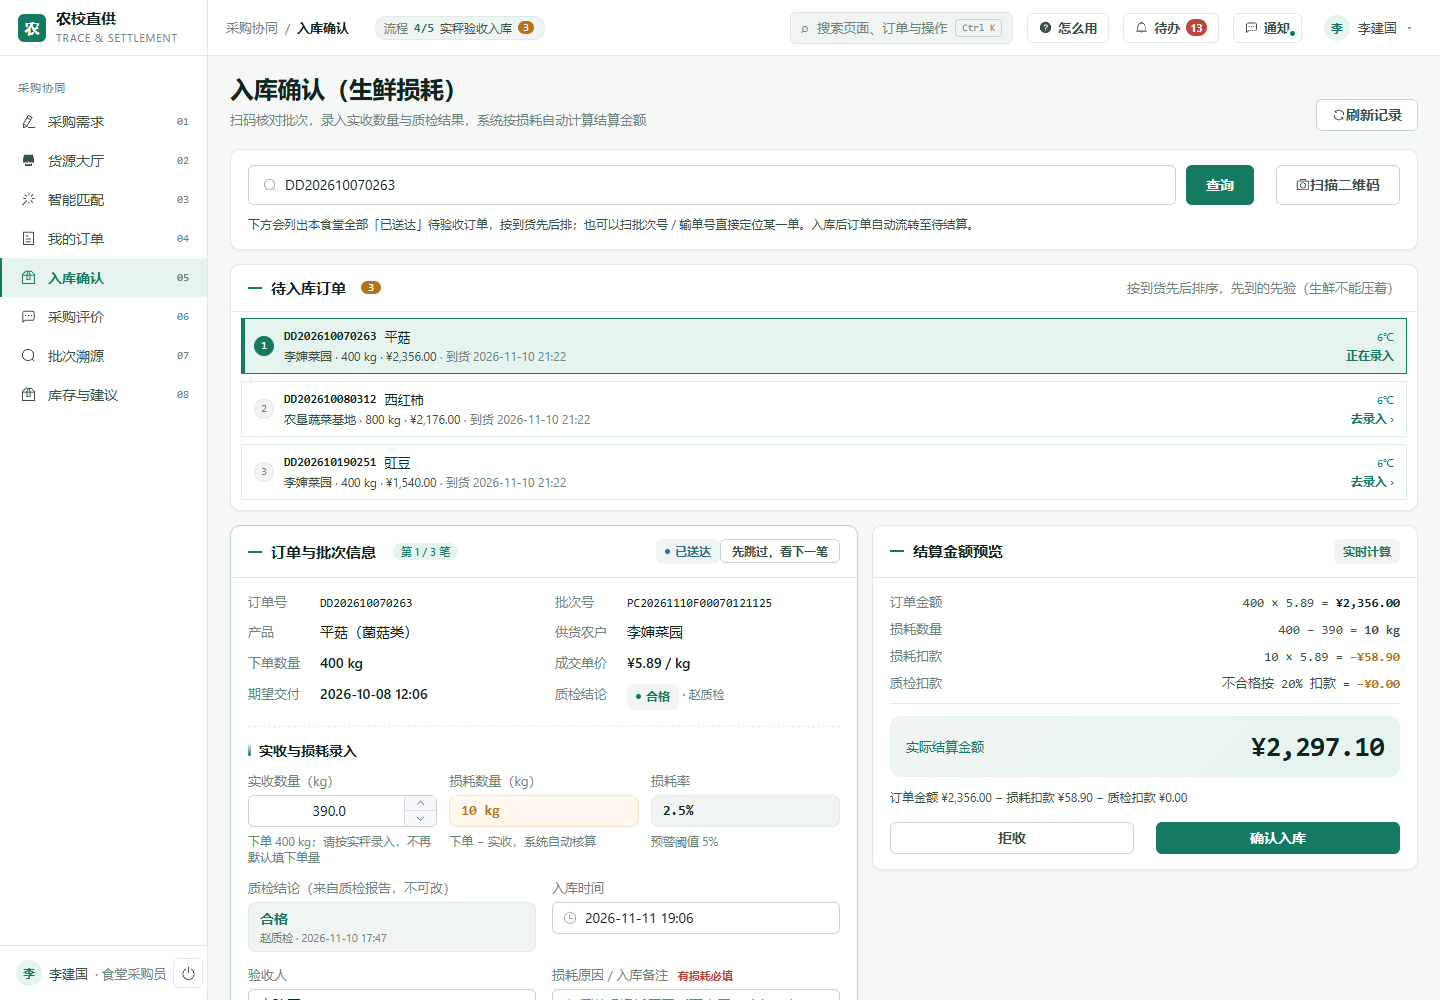 农
农校直供
TRACE & SETTLEMENT
采购协同 / 入库确认
流程 4/5 实秤验收入库 3
搜索页面、订单与操作 Ctrl K
怎么用
待办 13
通知
李 李建国
采购协同
采购需求 01
货源大厅 02
智能匹配 03
我的订单 04
入库确认 05
采购评价 06
批次溯源 07
库存与建议 08
李 李建国 · 食堂采购员
入库确认（生鲜损耗）
扫码核对批次，录入实收数量与质检结果，系统按损耗自动计算结算金额
刷新记录
DD202610070263
查询
扫描二维码
下方会列出本食堂全部「已送达」待验收订单，按到货先后排；也可以扫批次号 / 输单号直接定位某一单。入库后订单自动流转至待结算。
待入库订单 3
按到货先后排序，先到的先验（生鲜不能压着）
1 DD202610070263 平菇 6℃
李婶菜园 · 400 kg · ¥2,356.00 · 到货 2026-11-10 21:22 正在录入
2 DD202610080312 西红柿 6℃
农垦蔬菜基地 · 800 kg · ¥2,176.00 · 到货 2026-11-10 21:22 去录入 ›
3 DD202610190251 豇豆 6℃
李婶菜园 · 400 kg · ¥1,540.00 · 到货 2026-11-10 21:22 去录入 ›
订单与批次信息 第 1 / 3 笔 已送达 先跳过，看下一笔
订单号 DD202610070263 批次号 PC20261110F00070121125
产品 平菇（菌菇类） 供货农户 李婶菜园
下单数量 400 kg 成交单价 ¥5.89 / kg
期望交付 2026-10-08 12:06 质检结论 合格 · 赵质检
实收与损耗录入
实收数量（kg） 损耗数量（kg） 损耗率
390.0 10 kg 2.5%
下单 400 kg；请按实秤录入，不再默认填下单量
下单 − 实收，系统自动核算
预警阈值 5%
质检结论（来自质检报告，不可改） 入库时间
合格
赵质检 · 2026-11-10 17:47
2026-11-11 19:06
验收人 损耗原因 / 入库备注 有损耗必填
结算金额预览 实时计算
订单金额 400 × 5.89 = ¥2,356.00
损耗数量 400 − 390 = 10 kg
损耗扣款 10 × 5.89 = −¥58.90
质检扣款 不合格按 20% 扣款 = −¥0.00
实际结算金额 ¥2,297.10
订单金额 ¥2,356.00 − 损耗扣款 ¥58.90 − 质检扣款 ¥0.00
拒收 确认入库